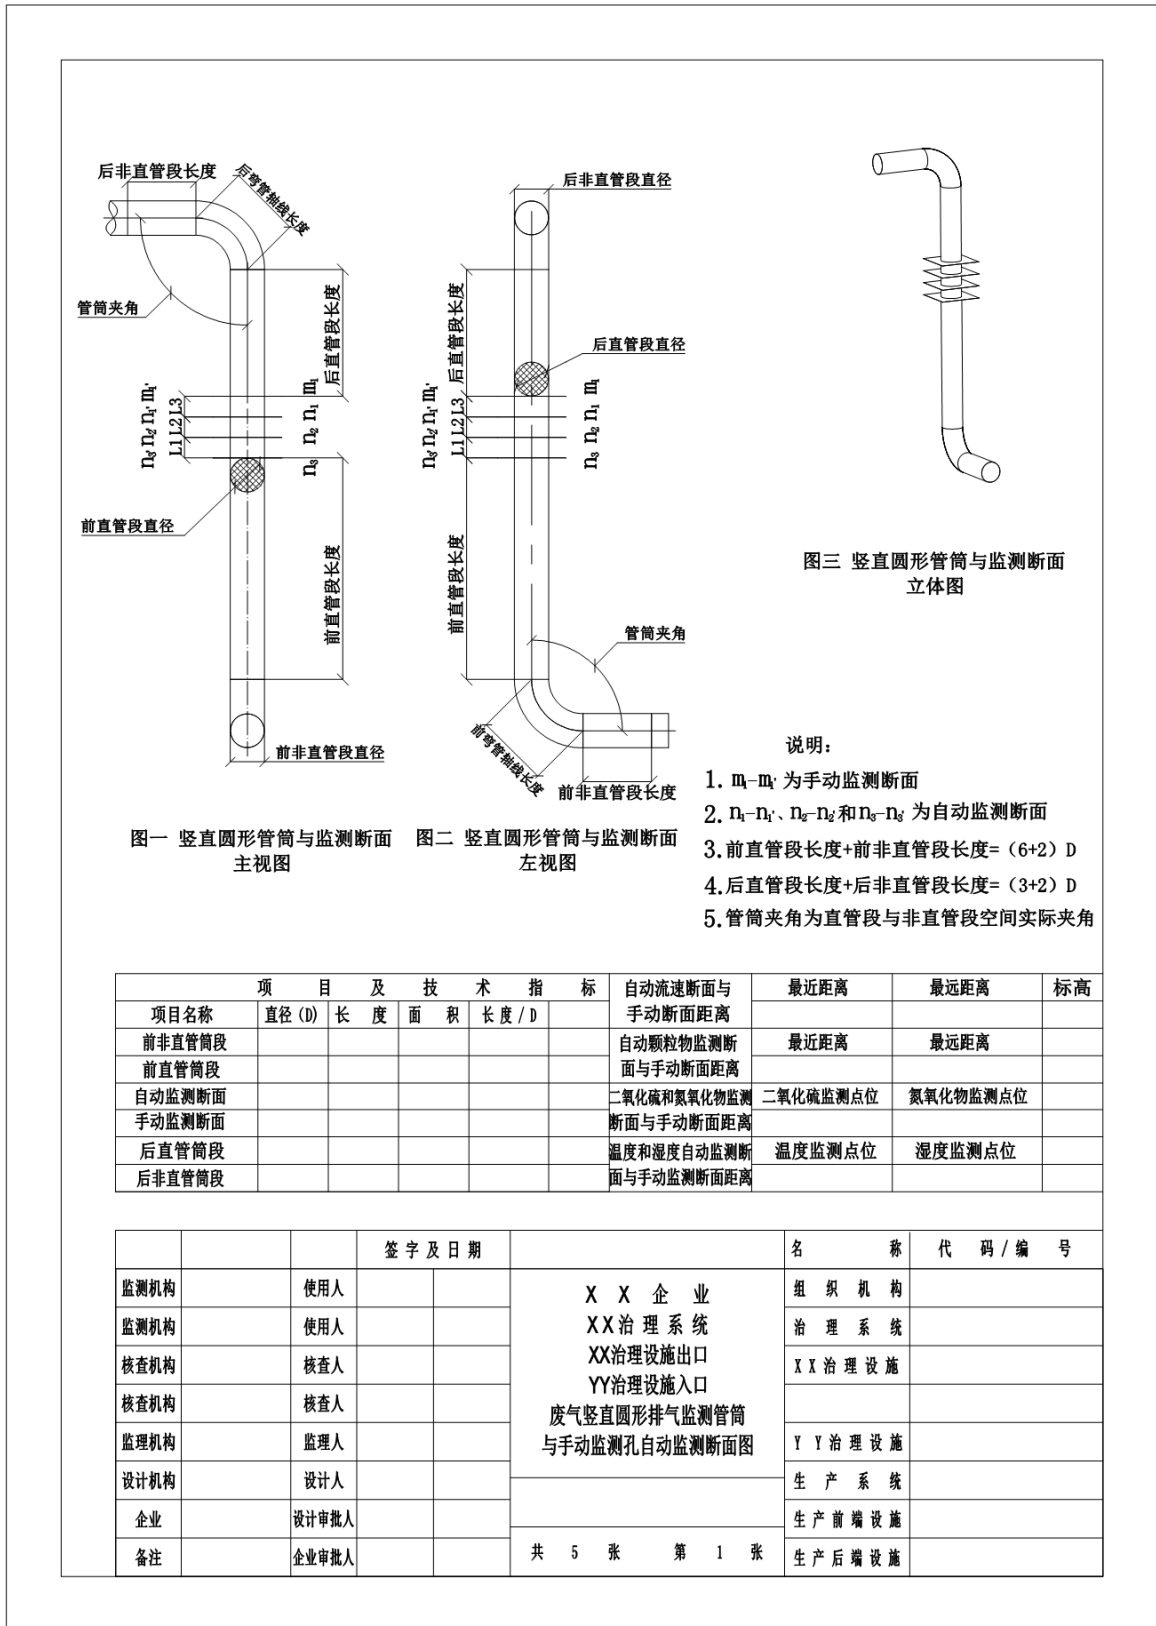 后非直管段长度
后弯管轴线长度
管筒夹角
后直管段长度
n₃' n₂' n₁' m₁'
L1 L2 L3
n₃ n₂ n₁ m₁
前直管段直径
前直管段长度
前非直管段直径
图一 竖直圆形管筒与监测断面
主视图
后非直管段直径
后直管段长度
后直管段直径
n₃' n₂' n₁' m₁'
L1 L2 L3
n₃ n₂ n₁ m₁
前直管段长度
管筒夹角
前弯管轴线长度
前非直管段长度
图二 竖直圆形管筒与监测断面
左视图
图三 竖直圆形管筒与监测断面
立体图
说明:
1. m₁-m₁' 为手动监测断面
2. n₁-n₁'、n₂-n₂'和n₃-n₃' 为自动监测断面
3.前直管段长度+前非直管段长度=（6+2）D
4.后直管段长度+后非直管段长度=（3+2）D
5.管筒夹角为直管段与非直管段空间实际夹角
项 目 及 技 术 指 标 自动流速断面与 最近距离 最远距离 标高
项目名称 直径(D) 长 度 面 积 长度/D 手动断面距离
前非直管筒段 自动颗粒物监测断 最近距离 最远距离
前直管筒段 面与手动断面距离
自动监测断面 二氧化硫和氮氧化物监测 二氧化硫监测点位 氮氧化物监测点位
手动监测断面 断面与手动断面距离
后直管筒段 温度和湿度自动监测断 温度监测点位 湿度监测点位
后非直管筒段 面与手动监测断面距离
签字及日期 名 称 代 码/编 号
监测机构 使用人 X X 企 业 组 织 机 构
监测机构 使用人 XX治 理 系 统 治 理 系 统
核查机构 核查人 XX治理设施出口 XX治理设施
核查机构 核查人 YY治理设施入口
废气竖直圆形排气监测管筒
监理机构 监理人 与手动监测孔自动监测断面图 Y Y治理设施
设计机构 设计人 生 产 系 统
企业 设计审批人 生产前端设施
备注 企业审批人 共 5 张 第 1 张 生产后端设施